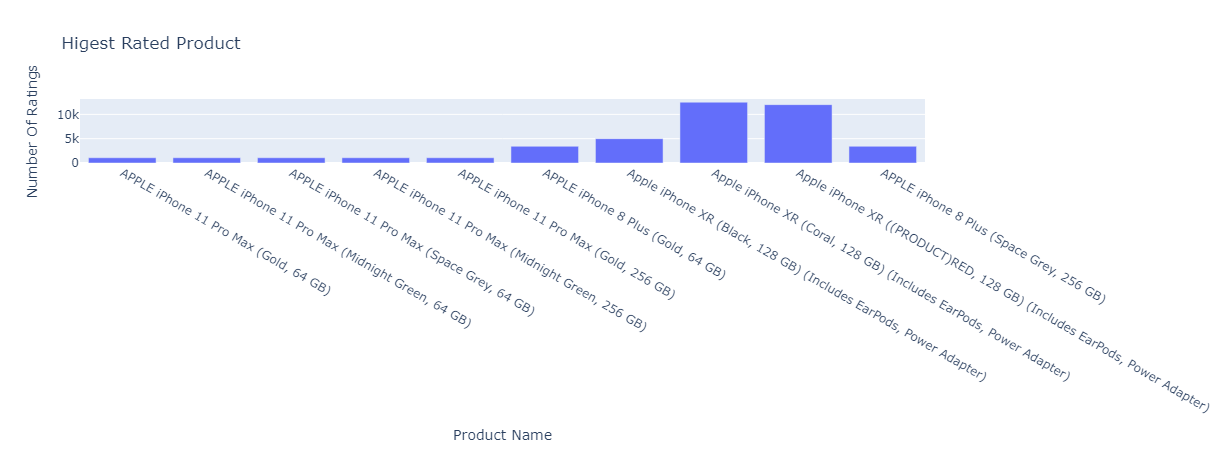 Higest Rated Product
Number Of Ratings
10k
5k
0
APPLE iPhone 11 Pro Max (Gold, 64 GB)
APPLE iPhone 11 Pro Max (Midnight Green, 64 GB)
APPLE iPhone 11 Pro Max (Space Grey, 64 GB)
APPLE iPhone 11 Pro Max (Midnight Green, 256 GB)
APPLE iPhone 11 Pro Max (Gold, 256 GB)
APPLE iPhone 8 Plus (Gold, 64 GB)
Apple iPhone XR (Black, 128 GB) (Includes EarPods, Power Adapter)
Apple iPhone XR (Coral, 128 GB) (Includes EarPods, Power Adapter)
Apple iPhone XR ((PRODUCT)RED, 128 GB) (Includes EarPods, Power Adapter)
APPLE iPhone 8 Plus (Space Grey, 256 GB)
Product Name